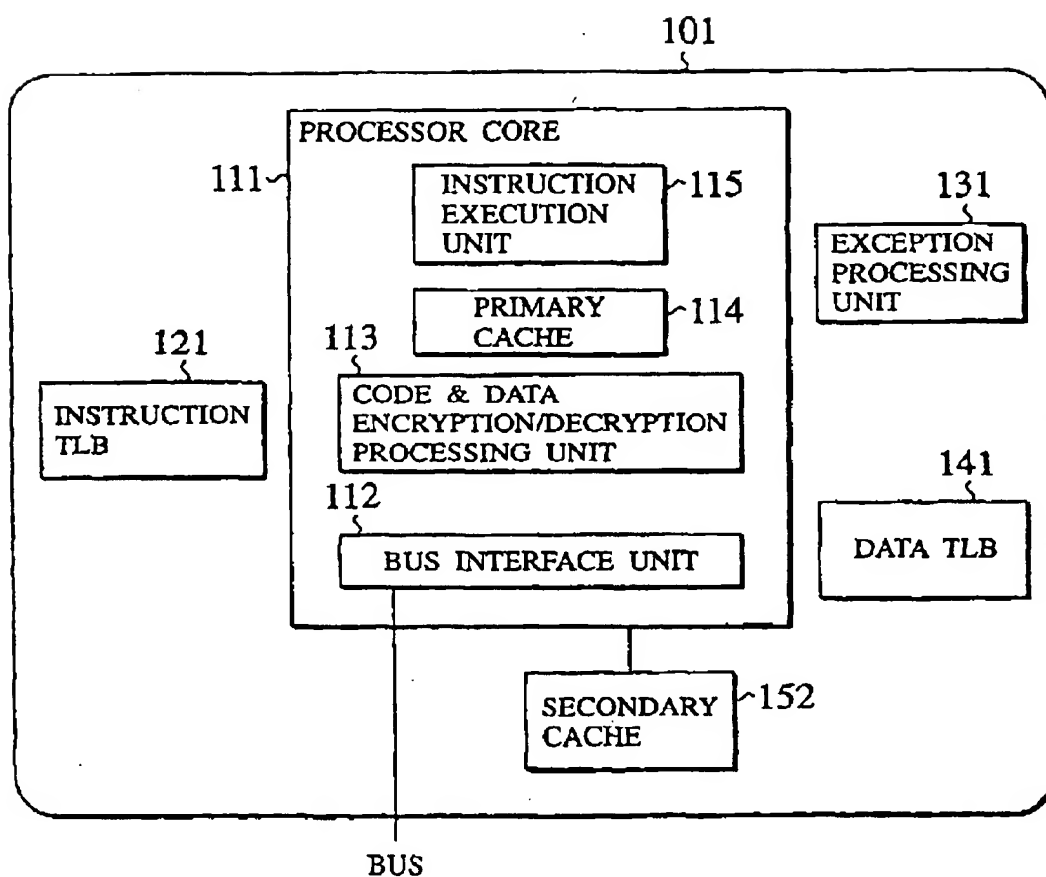 101
PROCESSOR CORE
111
INSTRUCTION
EXECUTION
UNIT
115
131
EXCEPTION
PROCESSING
UNIT
PRIMARY
CACHE
114
121
INSTRUCTION
TLB
113
CODE & DATA
ENCRYPTION/DECRYPTION
PROCESSING UNIT
141
DATA TLB
112
BUS INTERFACE UNIT
SECONDARY
CACHE
152
BUS